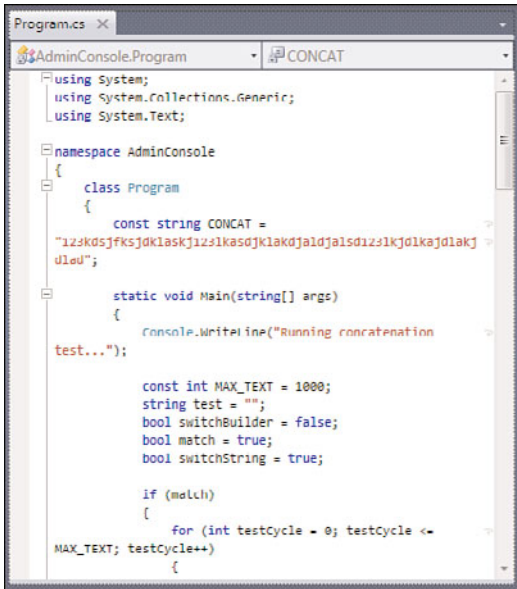 Program.cs
AdminConsole.Program CONCAT
using System;
using System.Collections.Generic;
using System.Text;
namespace AdminConsole
{
class Program
{
const string CONCAT =
"123kdsjfksjdklaskj123lkasdjklakdjaldjalsd123lkjdlkajdlakj
dlad";
static void Main(string[] args)
{
Console.WriteLine("Running concatenation
test...");
const int MAX_TEXT = 1000;
string test = "";
bool switchBuilder = false;
bool match = true;
bool switchString = true;
if (match)
{
for (int testCycle = 0; testCycle <=
MAX_TEXT; testCycle++)
{